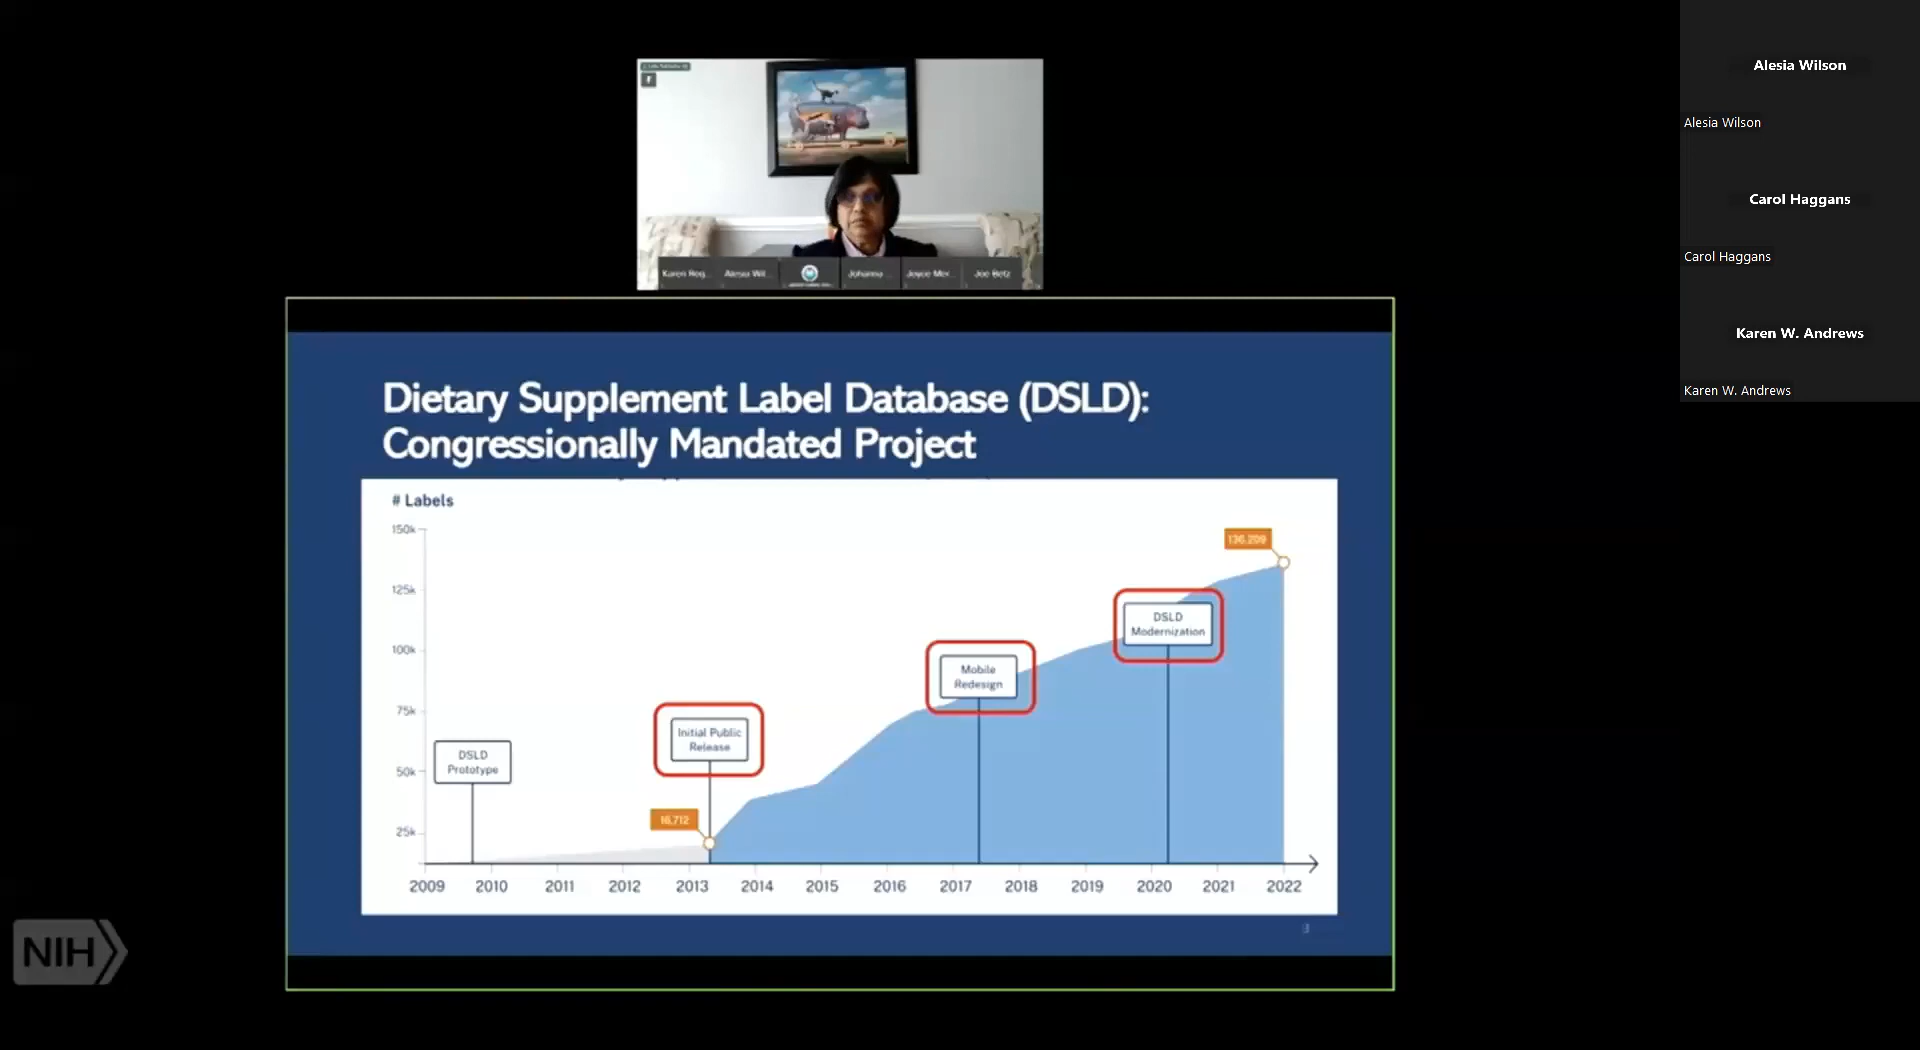 Alesia Wilson
Alesia Wilson
Carol Haggans
Carol Haggans
Karen W. Andrews
Karen W. Andrews
Karen Rog...
Alesia Wil...
Johanna ...
Joyce Mer...
Joe Betz
Dietary Supplement Label Database (DSLD):
Congressionally Mandated Project
# Labels
150k
125k
100k
75k
50k
25k
DSLD
Prototype
Initial Public
Release
Mobile
Redesign
DSLD
Modernization
16,712
136,209
2009 2010 2011 2012 2013 2014 2015 2016 2017 2018 2019 2020 2021 2022
3
NIH